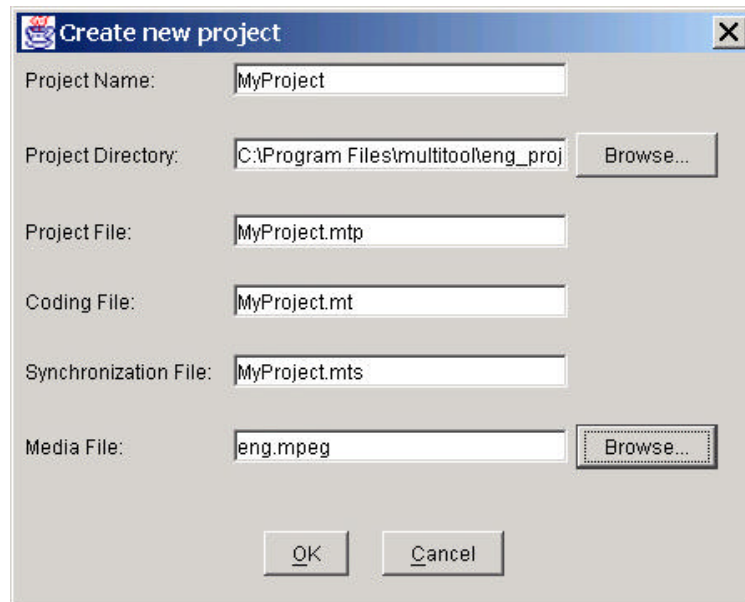 Create new project
Project Name: MyProject
Project Directory: C:\Program Files\multitool\eng_proj Browse...
Project File: MyProject.mtp
Coding File: MyProject.mt
Synchronization File: MyProject.mts
Media File: eng.mpeg Browse...
OK Cancel